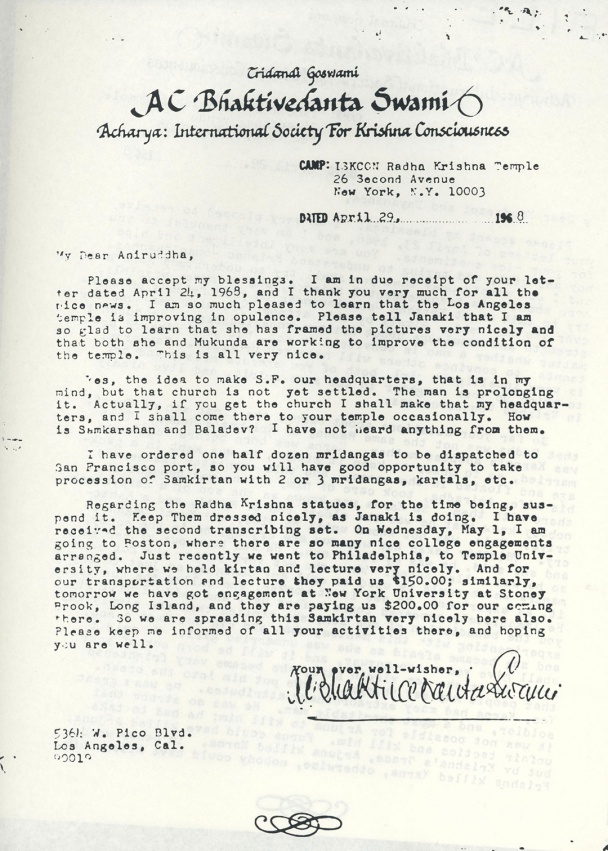 Tridandi Goswami
AC Bhaktivedanta Swami
Acharya: International Society For Krishna Consciousness
CAMP: ISKCON Radha Krishna Temple
26 Second Avenue
New York, N.Y. 10003
DATED April 29, 1968
My Dear Aniruddha,
Please accept my blessings. I am in due receipt of your let-
ter dated April 24, 1968, and I thank you very much for all the
nice news. I am so much pleased to learn that the Los Angeles
temple is improving in opulence. Please tell Janaki that I am
so glad to learn that she has framed the pictures very nicely and
that both she and Mukunda are working to improve the condition of
the temple. This is all very nice.
Yes, the idea to make S.F. our headquarters, that is in my
mind, but that church is not yet settled. The man is prolonging
it. Actually, if you get the church I shall make that my headquar-
ters, and I shall come there to your temple occasionally. How
is Samkarshan and Baladev? I have not heard anything from them.
I have ordered one half dozen mridangas to be dispatched to
San Francisco port, so you will have good opportunity to take
procession of Samkirtan with 2 or 3 mridangas, kartals, etc.
Regarding the Radha Krishna statues, for the time being, sus-
pend it. Keep Them dressed nicely, as Janaki is doing. I have
received the second transcribing set. On Wednesday, May 1, I am
going to Boston, where there are so many nice college engagements
arranged. Just recently we went to Philadelphia, to Temple Univ-
ersity, where we held kirtan and lecture very nicely. And for
our transportation and lecture they paid us $150.00; similarly,
tomorrow we have got engagement at New York University at Stoney
Brook, Long Island, and they are paying us $200.00 for our coming
there. So we are spreading this Samkirtan very nicely here also.
Please keep me informed of all your activities there, and hoping
you are well.
Your ever well-wisher,
ACBhaktivedanta Swami
5364 W. Pico Blvd.
Los Angeles, Cal.
90019